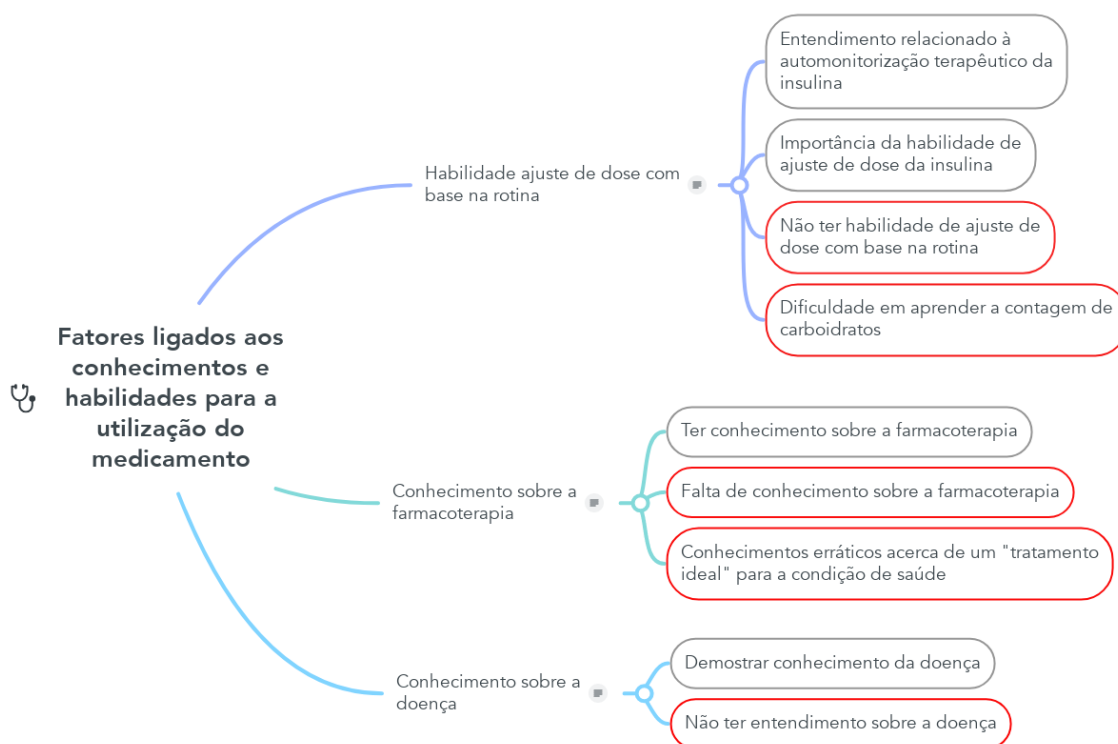 Entendimento relacionado à
automonitorização terapêutico da
insulina
Importância da habilidade de
ajuste de dose da insulina
Habilidade ajuste de dose com
base na rotina
Não ter habilidade de ajuste de
dose com base na rotina
Dificuldade em aprender a contagem de
carboidratos
Fatores ligados aos
conhecimentos e
habilidades para a
utilização do
medicamento
Ter conhecimento sobre a farmacoterapia
Conhecimento sobre a
farmacoterapia
Falta de conhecimento sobre a farmacoterapia
Conhecimentos erráticos acerca de um "tratamento
ideal" para a condição de saúde
Demostrar conhecimento da doença
Conhecimento sobre a
doença
Não ter entendimento sobre a doença